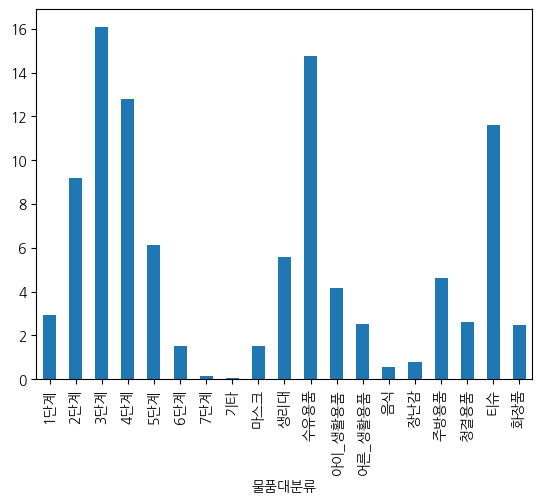 16
14
12
10
8
6
4
2
0
1단계
2단계
3단계
4단계
5단계
6단계
7단계
기타
마스크
생리대
수유용품
아이_생활용품
어른_생활용품
음식
장난감
주방용품
청결용품
티슈
화장품
물품대분류